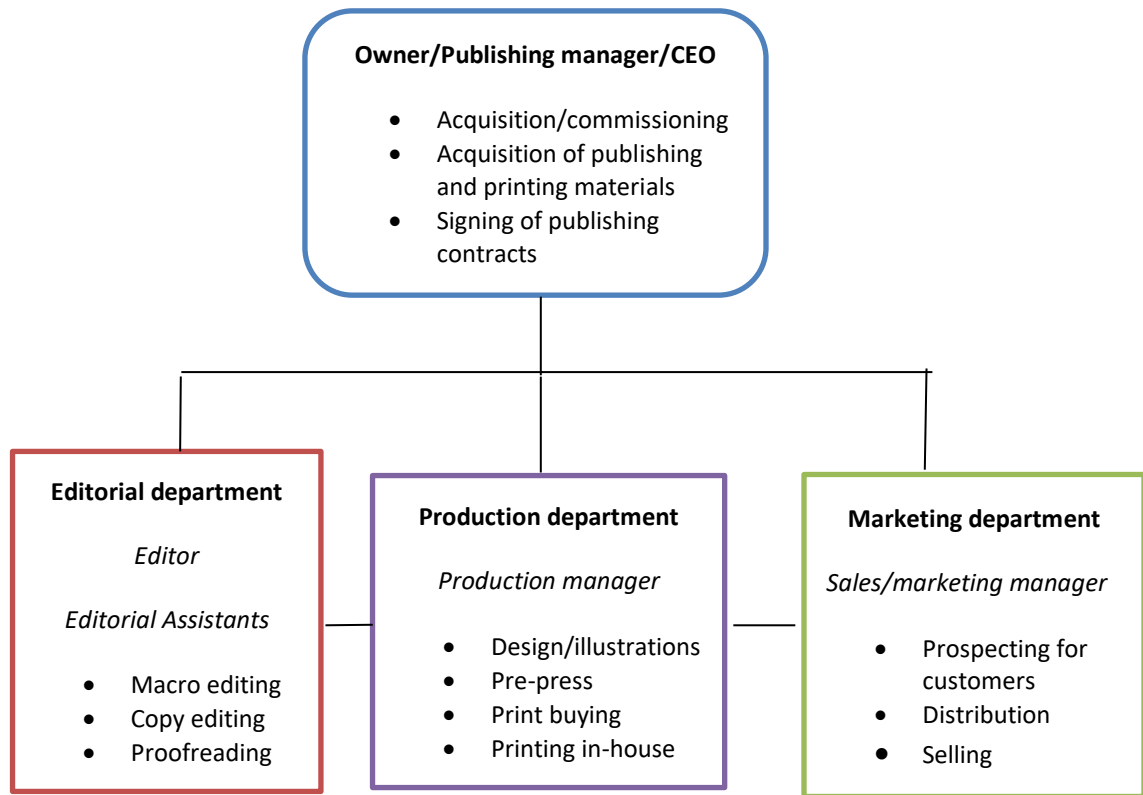 Owner/Publishing manager/CEO
• Acquisition/commissioning
• Acquisition of publishing
and printing materials
• Signing of publishing
contracts
Editorial department
Editor
Editorial Assistants
• Macro editing
• Copy editing
• Proofreading
Production department
Production manager
• Design/illustrations
• Pre-press
• Print buying
• Printing in-house
Marketing department
Sales/marketing manager
• Prospecting for
customers
• Distribution
• Selling